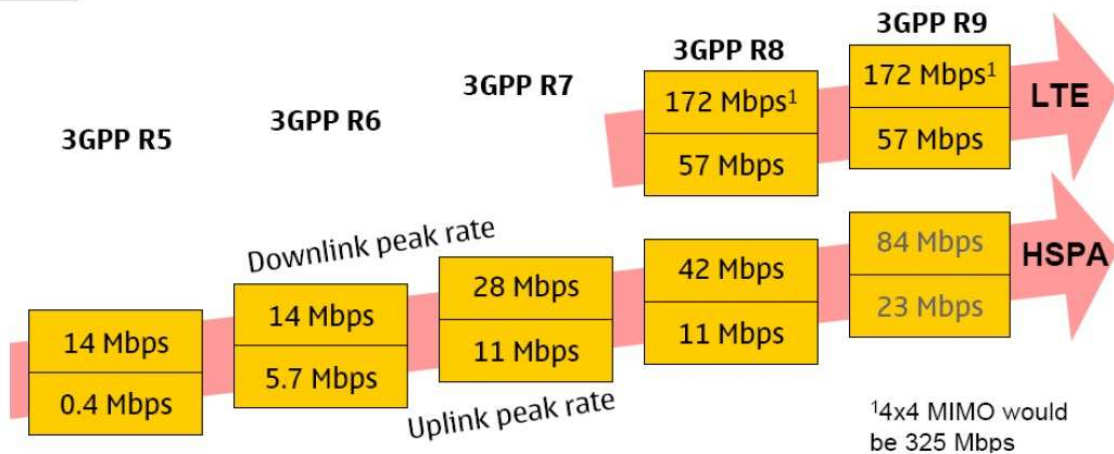 3GPP R5
3GPP R6
3GPP R7
3GPP R8
3GPP R9
172 Mbps¹
57 Mbps
172 Mbps¹
57 Mbps
LTE
Downlink peak rate
14 Mbps
0.4 Mbps
14 Mbps
5.7 Mbps
28 Mbps
11 Mbps
42 Mbps
11 Mbps
84 Mbps
23 Mbps
HSPA
Uplink peak rate
¹4x4 MIMO would
be 325 Mbps